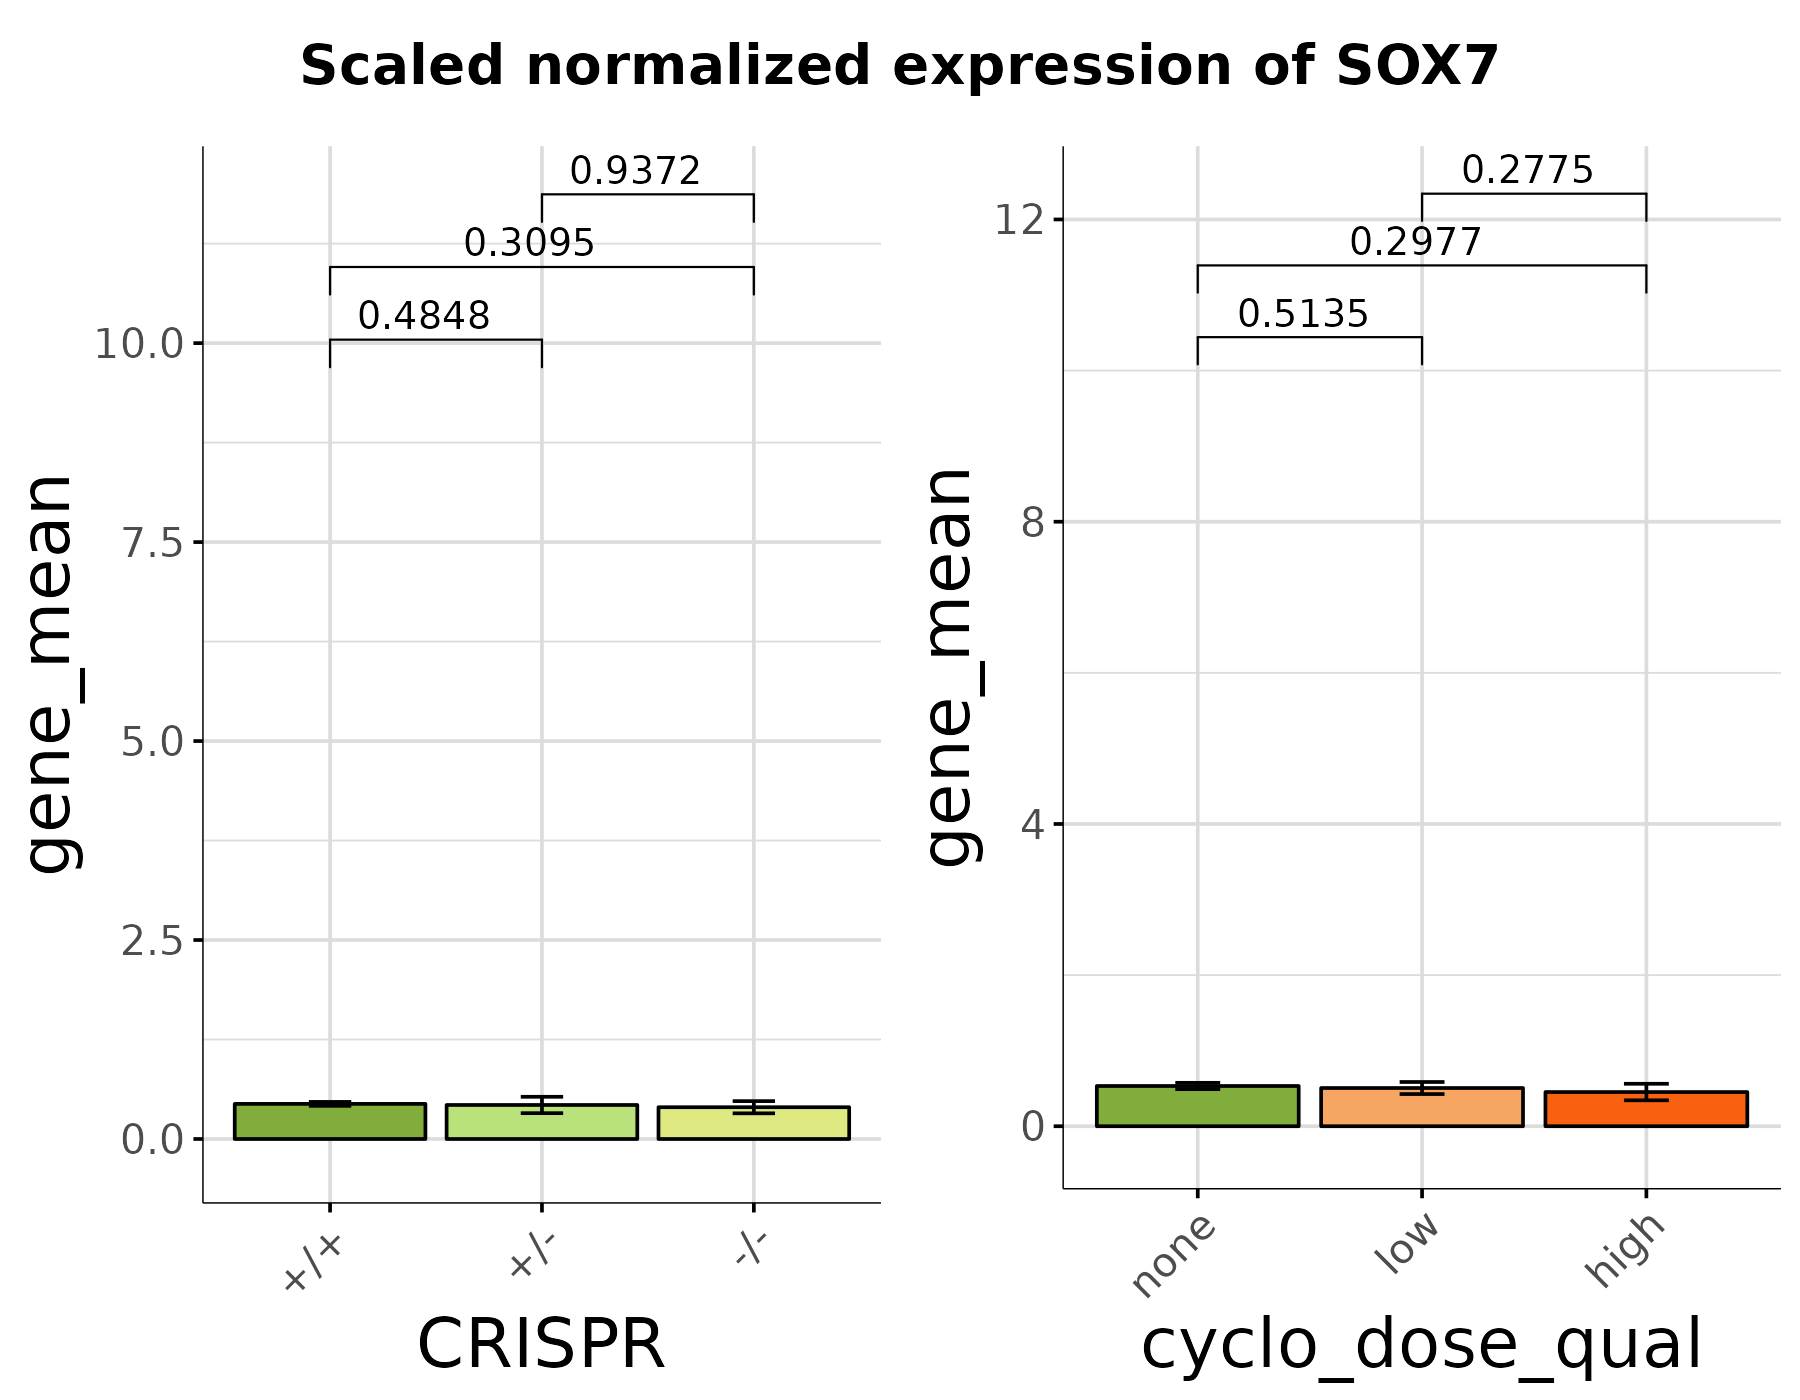 Scaled normalized expression of SOX7
gene_mean
10.0
7.5
5.0
2.5
0.0
0.9372
0.3095
0.4848
+/+
+/-
-/-
CRISPR
gene_mean
12
8
4
0
0.2775
0.2977
0.5135
none
low
high
cyclo_dose_qual